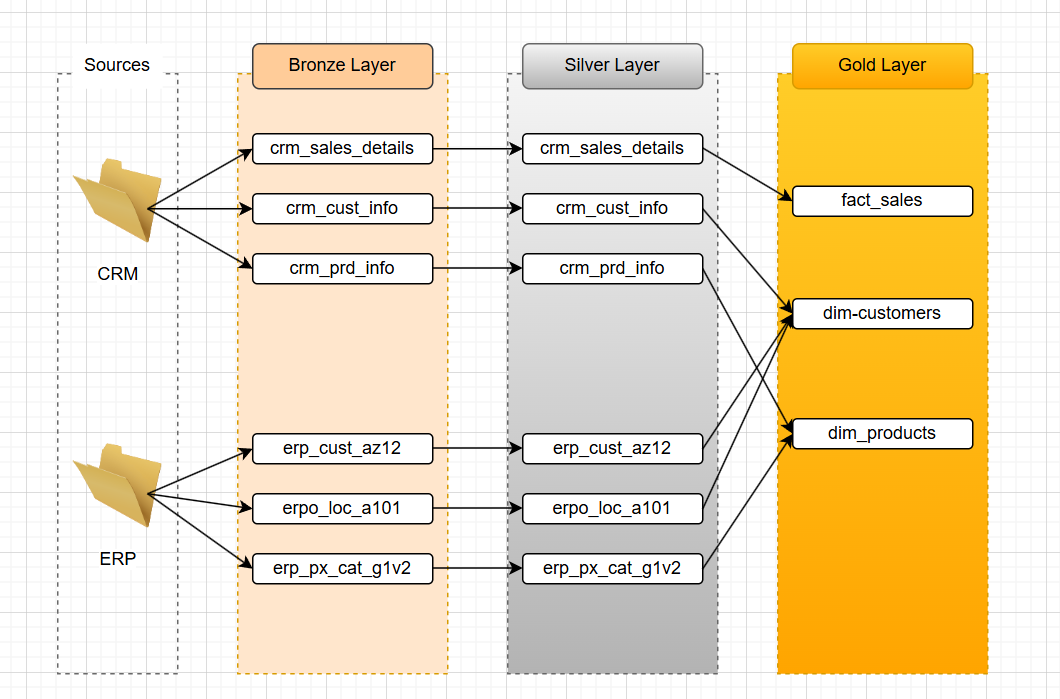 Sources
Bronze Layer
Silver Layer
Gold Layer
crm_sales_details
crm_sales_details
crm_cust_info
crm_cust_info
fact_sales
crm_prd_info
crm_prd_info
CRM
dim-customers
dim_products
erp_cust_az12
erp_cust_az12
erpo_loc_a101
erpo_loc_a101
ERP
erp_px_cat_g1v2
erp_px_cat_g1v2